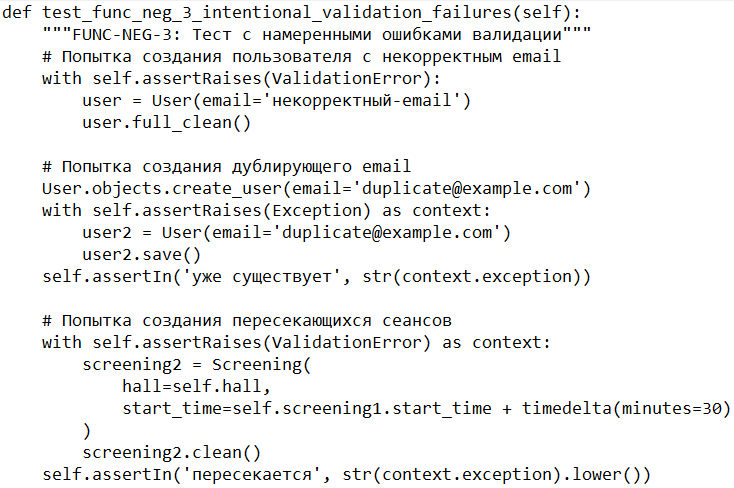 def test_func_neg_3_intentional_validation_failures(self):
    """FUNC-NEG-3: Тест с намеренными ошибками валидации"""
    # Попытка создания пользователя с некорректным email
    with self.assertRaises(ValidationError):
        user = User(email='некорректный-email')
        user.full_clean()

    # Попытка создания дублирующего email
    User.objects.create_user(email='duplicate@example.com')
    with self.assertRaises(Exception) as context:
        user2 = User(email='duplicate@example.com')
        user2.save()
    self.assertIn('уже существует', str(context.exception))

    # Попытка создания пересекающихся сеансов
    with self.assertRaises(ValidationError) as context:
        screening2 = Screening(
            hall=self.hall,
            start_time=self.screening1.start_time + timedelta(minutes=30)
        )
        screening2.clean()
    self.assertIn('пересекается', str(context.exception).lower())